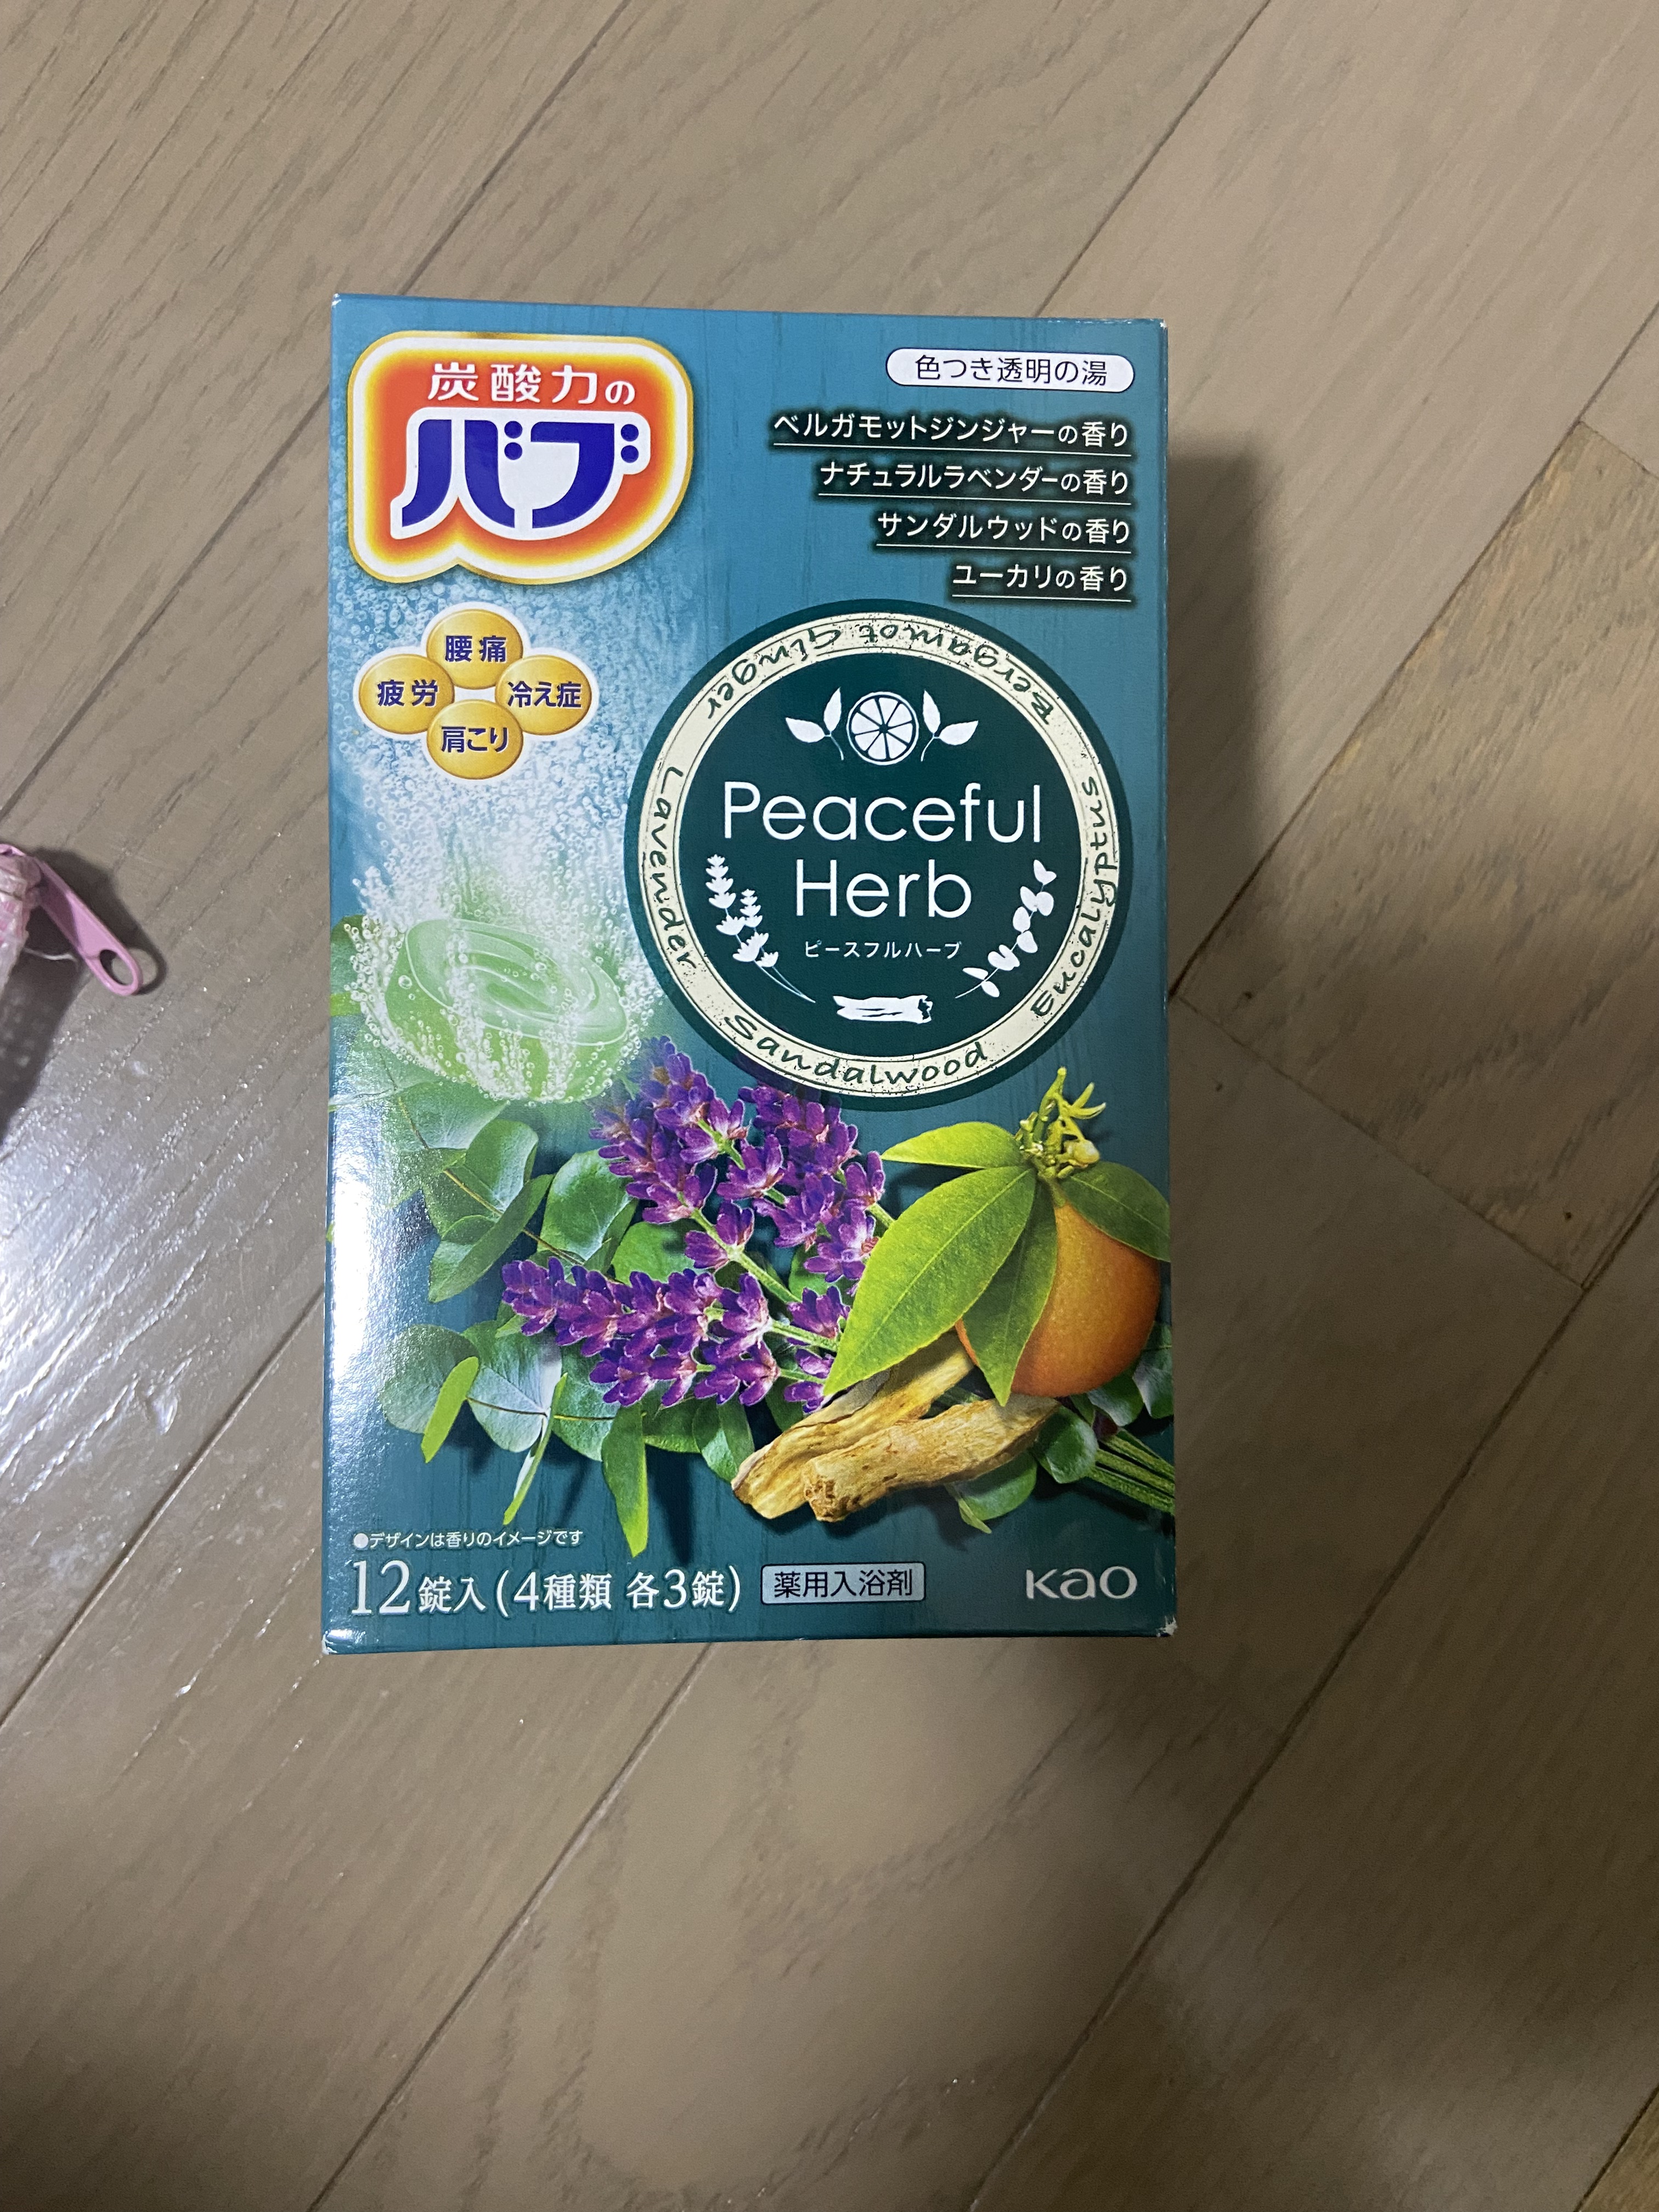 炭酸力の
バブ
色つき透明の湯
ベルガモットジンジャーの香り
ナチュラルラベンダーの香り
サンダルウッドの香り
ユーカリの香り
腰痛
疲労
冷え症
肩こり
Bergamot Ginger
Lavender
Eucalyptus
Sandalwood
Peaceful
Herb
ピースフルハーブ
●デザインは香りのイメージです
12錠入(4種類 各3錠)
薬用入浴剤
Kao